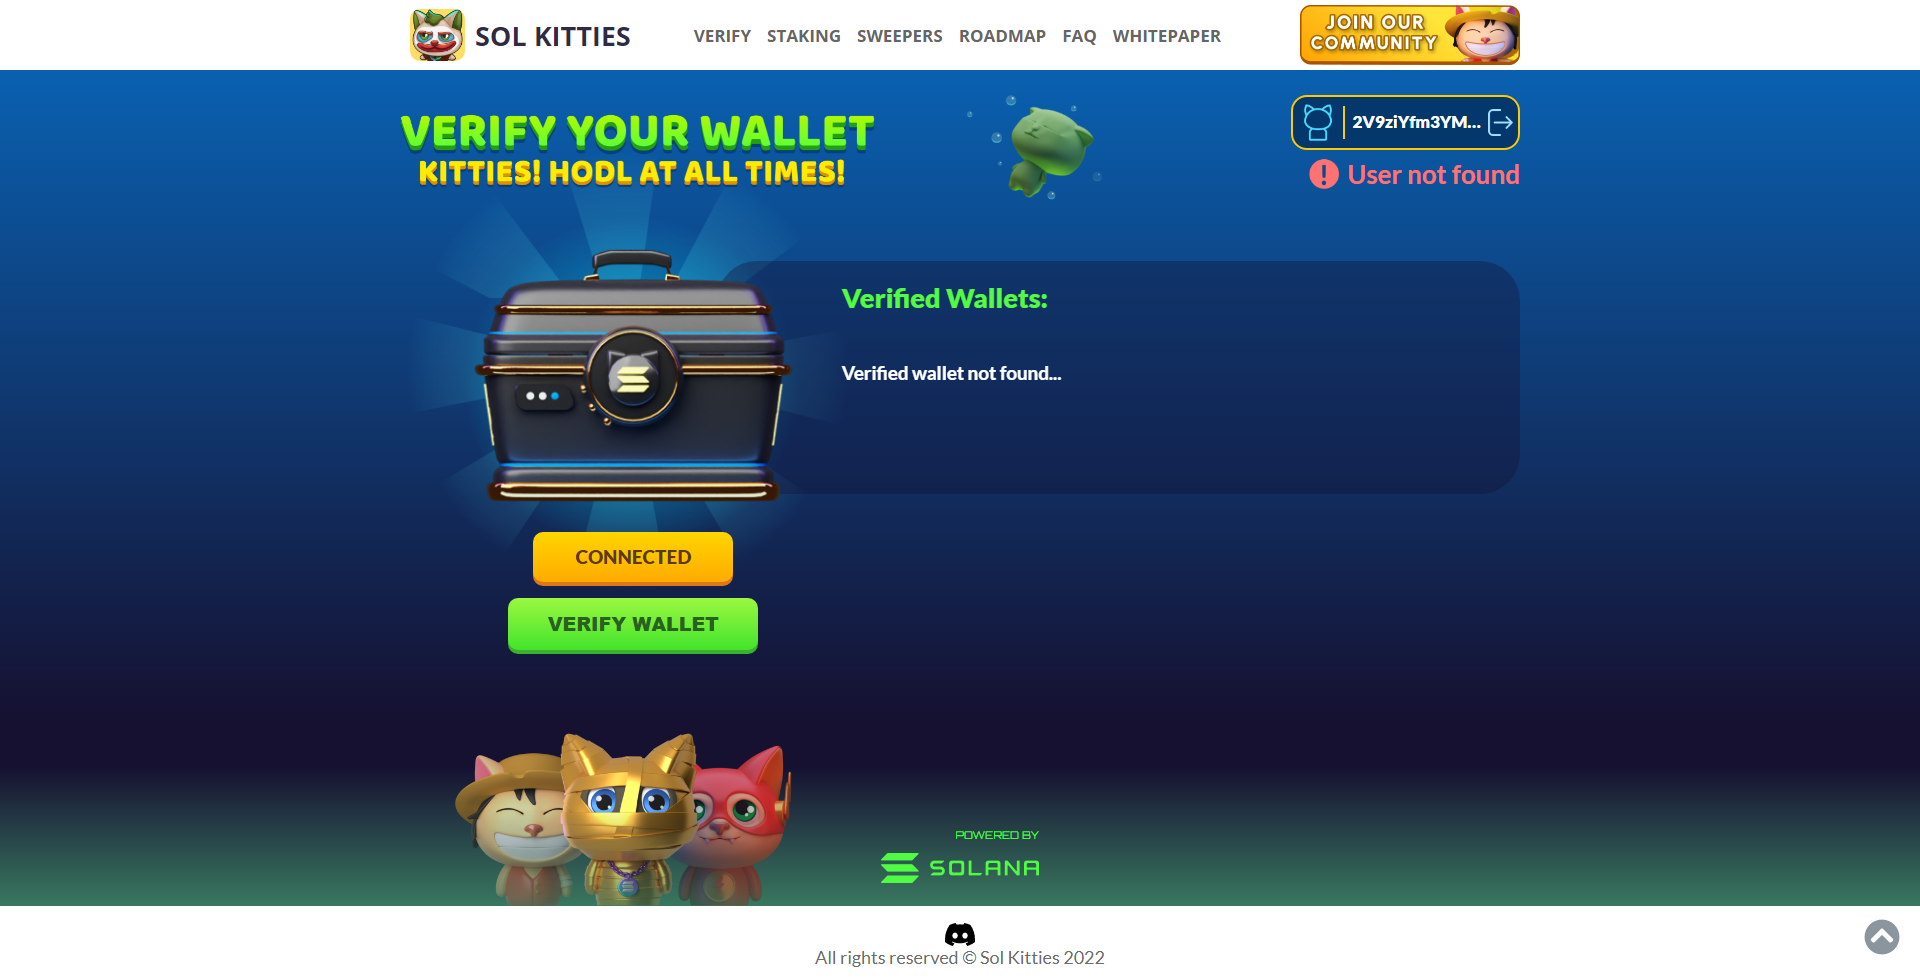 SOL KITTIES
VERIFY STAKING SWEEPERS ROADMAP FAQ WHITEPAPER
JOIN OUR
COMMUNITY
VERIFY YOUR WALLET
KITTIES! HODL AT ALL TIMES!
2V9ziYfm3YM...
User not found
Verified Wallets:
Verified wallet not found...
CONNECTED
VERIFY WALLET
POWERED BY
SOLANA
All rights reserved © Sol Kitties 2022